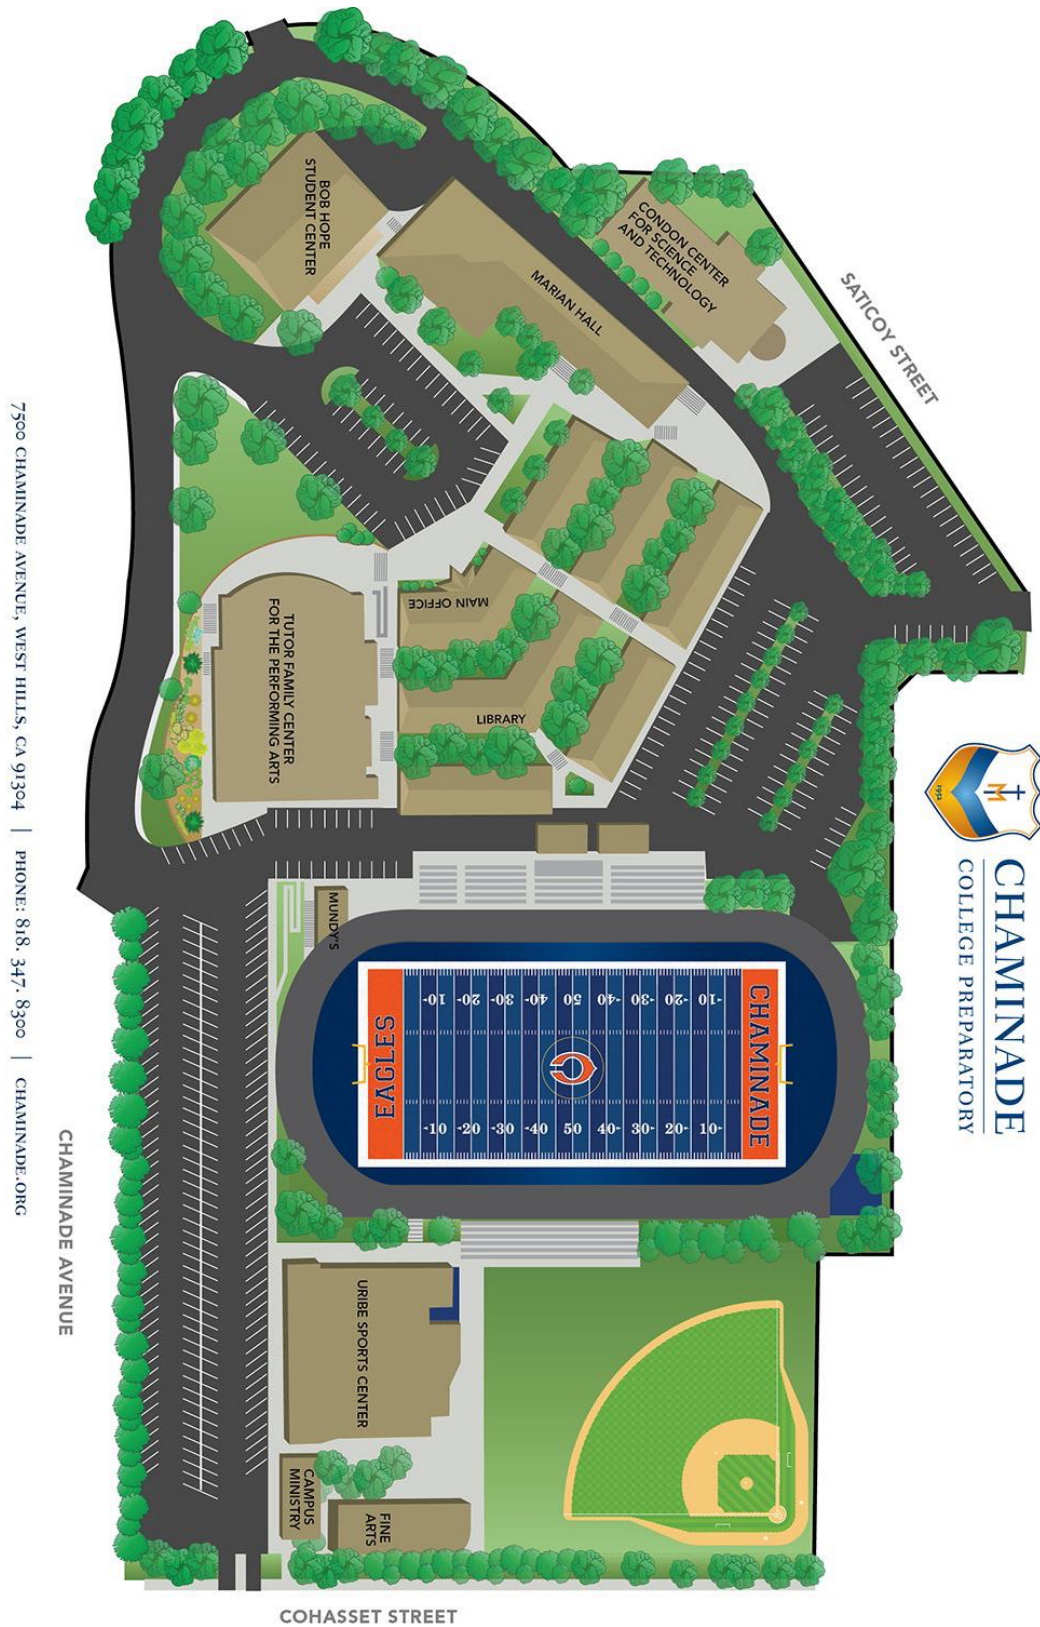 CHAMINADE
COLLEGE PREPARATORY
M
1952
SATICOY STREET
CONDON CENTER
FOR SCIENCE
AND TECHNOLOGY
MARIAN HALL
BOB HOPE
STUDENT CENTER
MAIN OFFICE
LIBRARY
TUTOR FAMILY CENTER
FOR THE PERFORMING ARTS
MUNDY'S
CHAMINADE
-10 -20 -30 -40 50 40- 30- 20- 10-
C
-10 -20 -30 -40 50 40- 30- 20- 10-
EAGLES
URIBE SPORTS CENTER
CAMPUS
MINISTRY
FINE
ARTS
COHASSET STREET
CHAMINADE AVENUE
7500 CHAMINADE AVENUE, WEST HILLS, CA 91304 | PHONE: 818. 347. 8300 | CHAMINADE.ORG